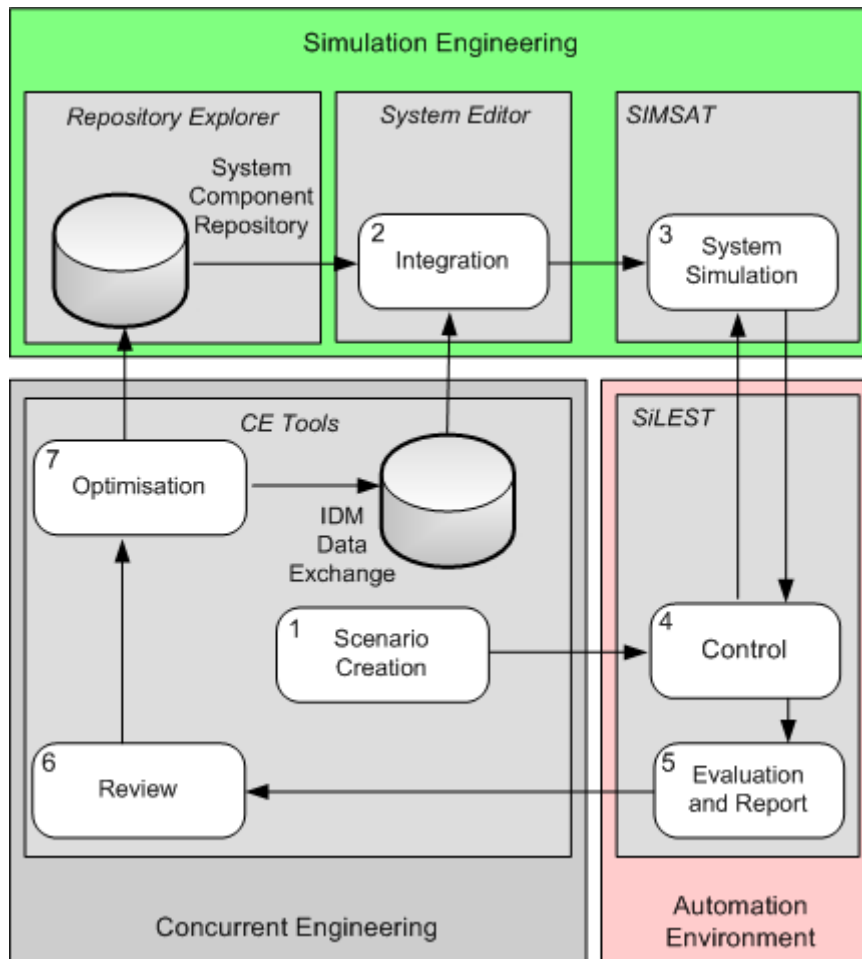 Simulation Engineering
Repository Explorer
System
Component
Repository
System Editor
2
Integration
SIMSAT
3
System
Simulation
CE Tools
7
Optimisation
IDM
Data
Exchange
1
Scenario
Creation
6
Review
Concurrent Engineering
SiLEST
4
Control
5
Evaluation
and Report
Automation
Environment